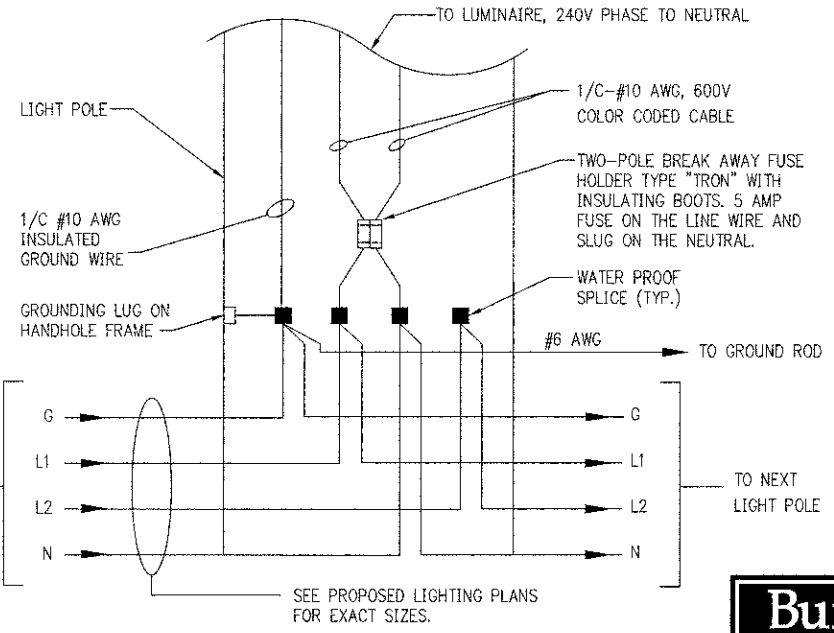 TO LUMINAIRE, 240V PHASE TO NEUTRAL
LIGHT POLE
1/C-#10 AWG, 600V
COLOR CODED CABLE
TWO-POLE BREAK AWAY FUSE
HOLDER TYPE "TRON" WITH
INSULATING BOOTS. 5 AMP
FUSE ON THE LINE WIRE AND
SLUG ON THE NEUTRAL.
1/C #10 AWG
INSULATED
GROUND WIRE
WATER PROOF
SPLICE (TYP.)
GROUNDING LUG ON
HANDHOLE FRAME
#6 AWG
TO GROUND ROD
G
G
L1
L1
L2
L2
N
N
TO NEXT
LIGHT POLE
SEE PROPOSED LIGHTING PLANS
FOR EXACT SIZES.